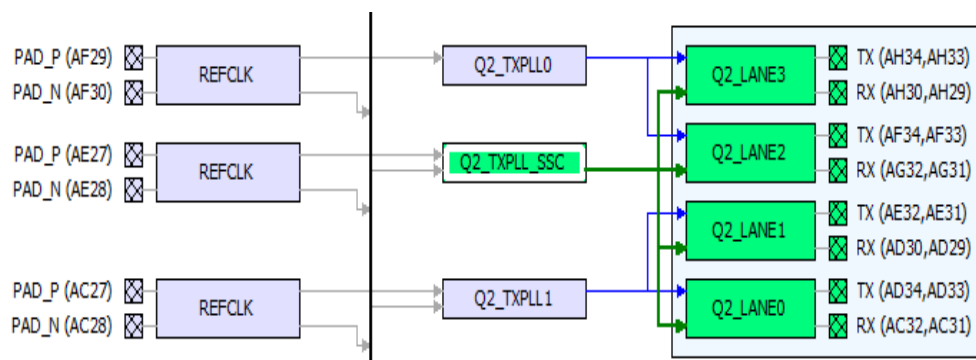 PAD_P (AF29)
PAD_N (AF30)
REFCLK
Q2_TXPLL0
Q2_LANE3
TX (AH34,AH33)
RX (AH30,AH29)
PAD_P (AE27)
PAD_N (AE28)
REFCLK
Q2_TXPLL_SSC
Q2_LANE2
TX (AF34,AF33)
RX (AG32,AG31)
Q2_LANE1
TX (AE32,AE31)
RX (AD30,AD29)
PAD_P (AC27)
PAD_N (AC28)
REFCLK
Q2_TXPLL1
Q2_LANE0
TX (AD34,AD33)
RX (AC32,AC31)